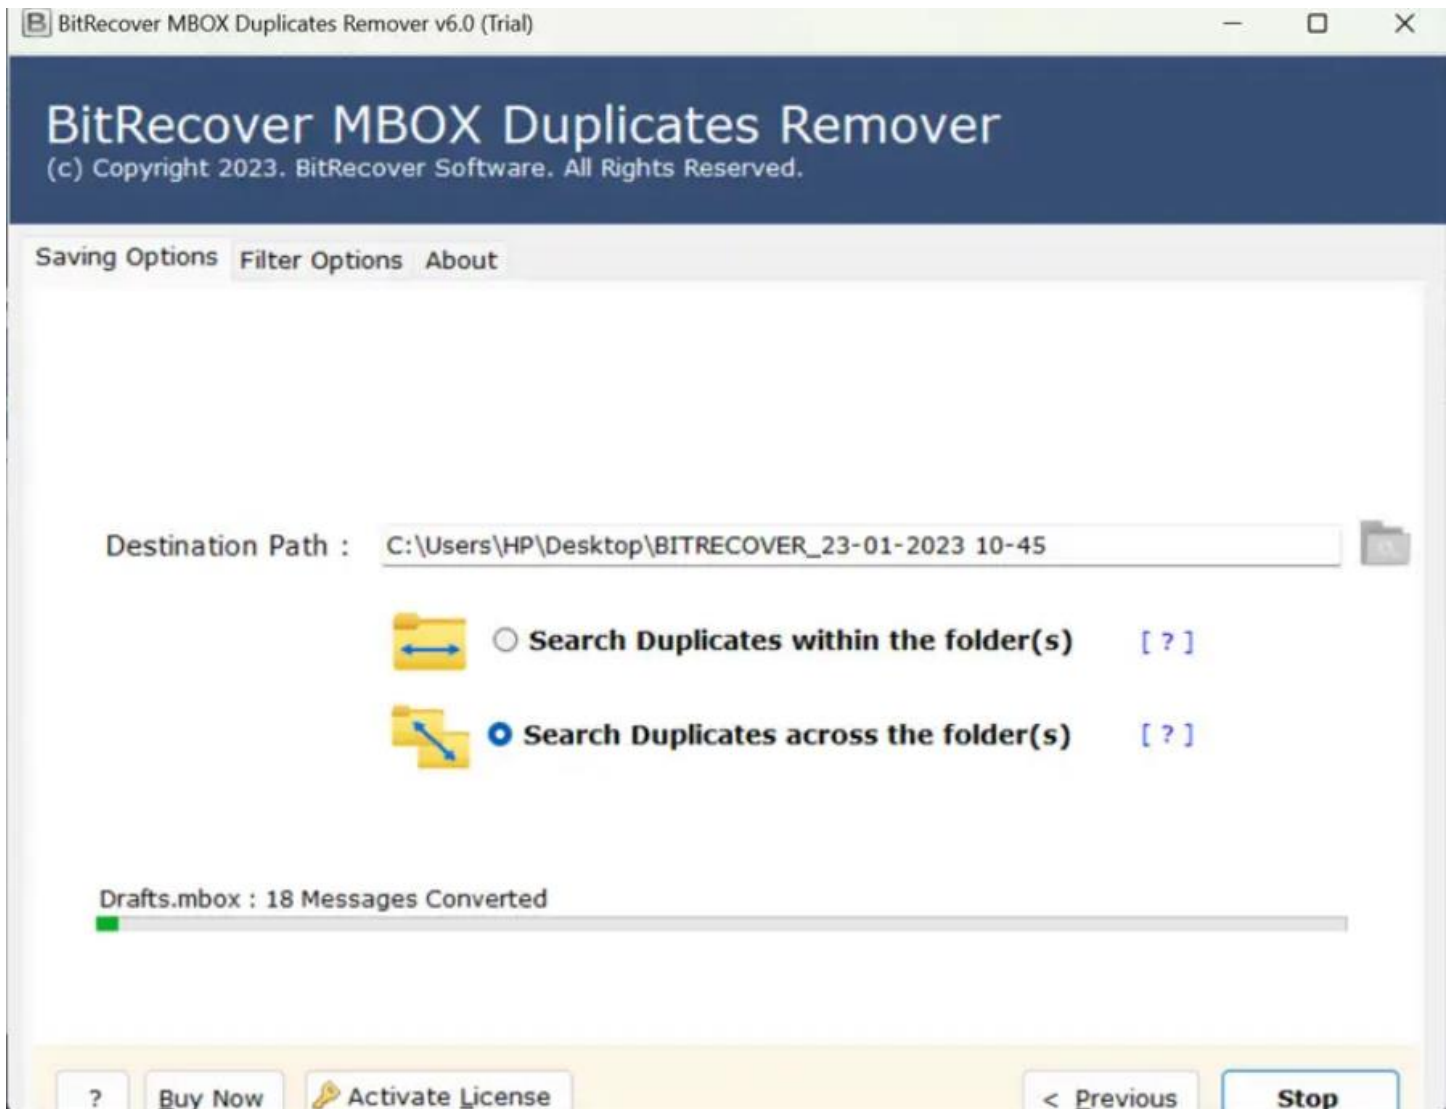 BitRecover MBOX Duplicates Remover v6.0 (Trial)
BitRecover MBOX Duplicates Remover
(c) Copyright 2023. BitRecover Software. All Rights Reserved.
Saving Options Filter Options About
Destination Path : C:\Users\HP\Desktop\BITRECOVER_23-01-2023 10-45
Search Duplicates within the folder(s) [ ? ]
Search Duplicates across the folder(s) [ ? ]
Drafts.mbox : 18 Messages Converted
? Buy Now Activate License < Previous Stop